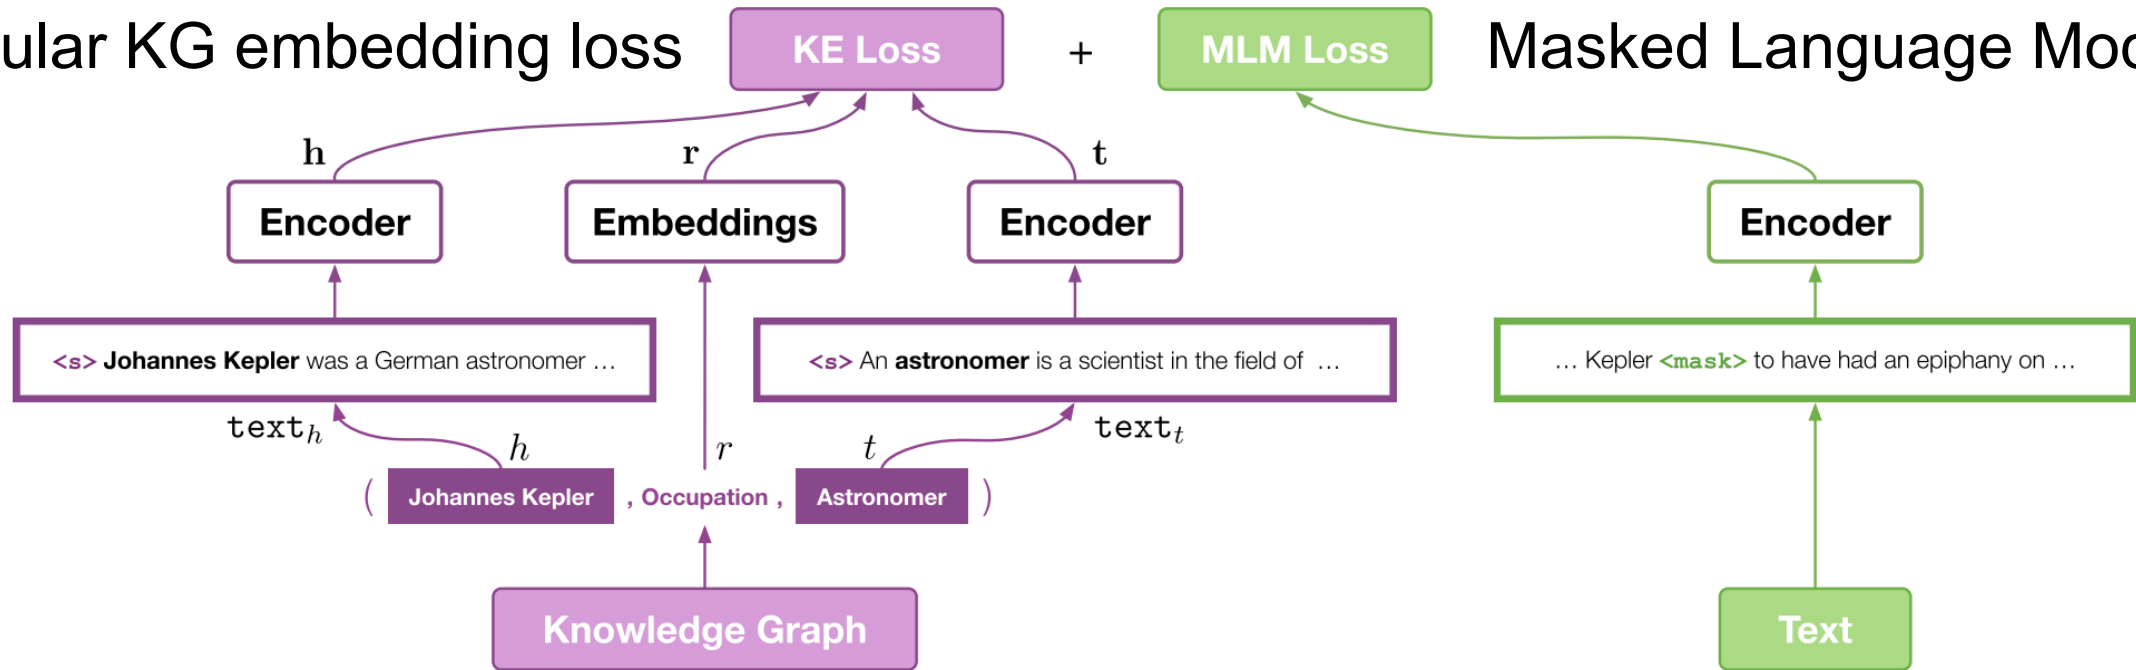 ular KG embedding loss
KE Loss
+
MLM Loss
Masked Language Mod
h
r
t
Encoder
Embeddings
Encoder
Encoder
<s> Johannes Kepler was a German astronomer ...
<s> An astronomer is a scientist in the field of ...
... Kepler <mask> to have had an epiphany on ...
text_h
h
r
t
text_t
( Johannes Kepler , Occupation , Astronomer )
Knowledge Graph
Text